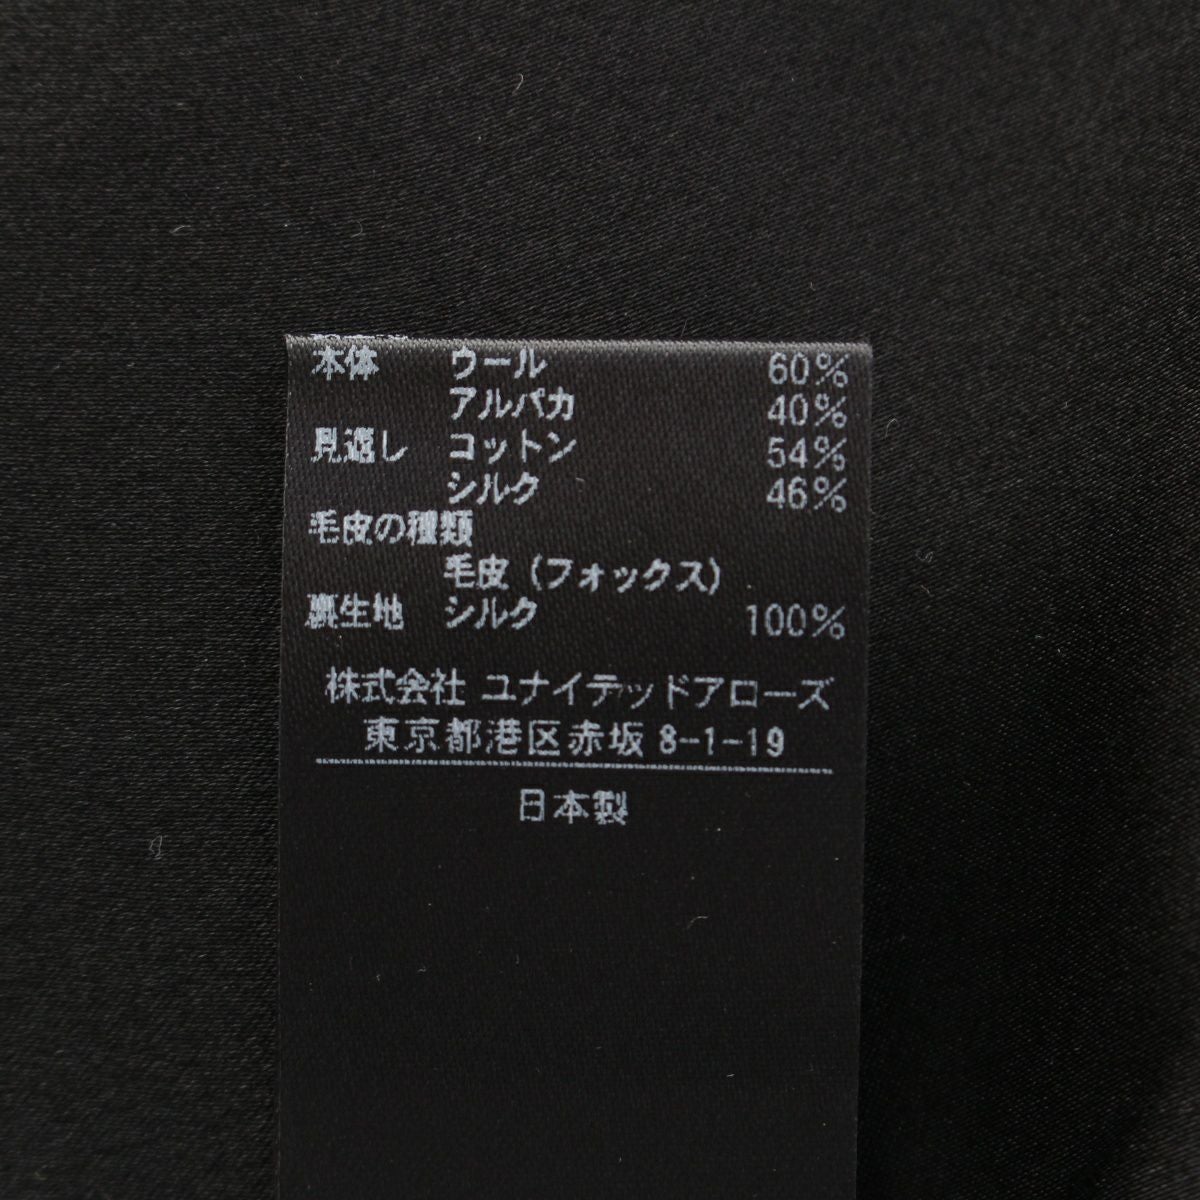 本体 ウール 60%
アルパカ 40%
見返し コットン 54%
シルク 46%
毛皮の種類
毛皮(フォックス)
裏生地 シルク 100%
株式会社 ユナイテッドアローズ
東京都港区赤坂 8-1-19
日本製